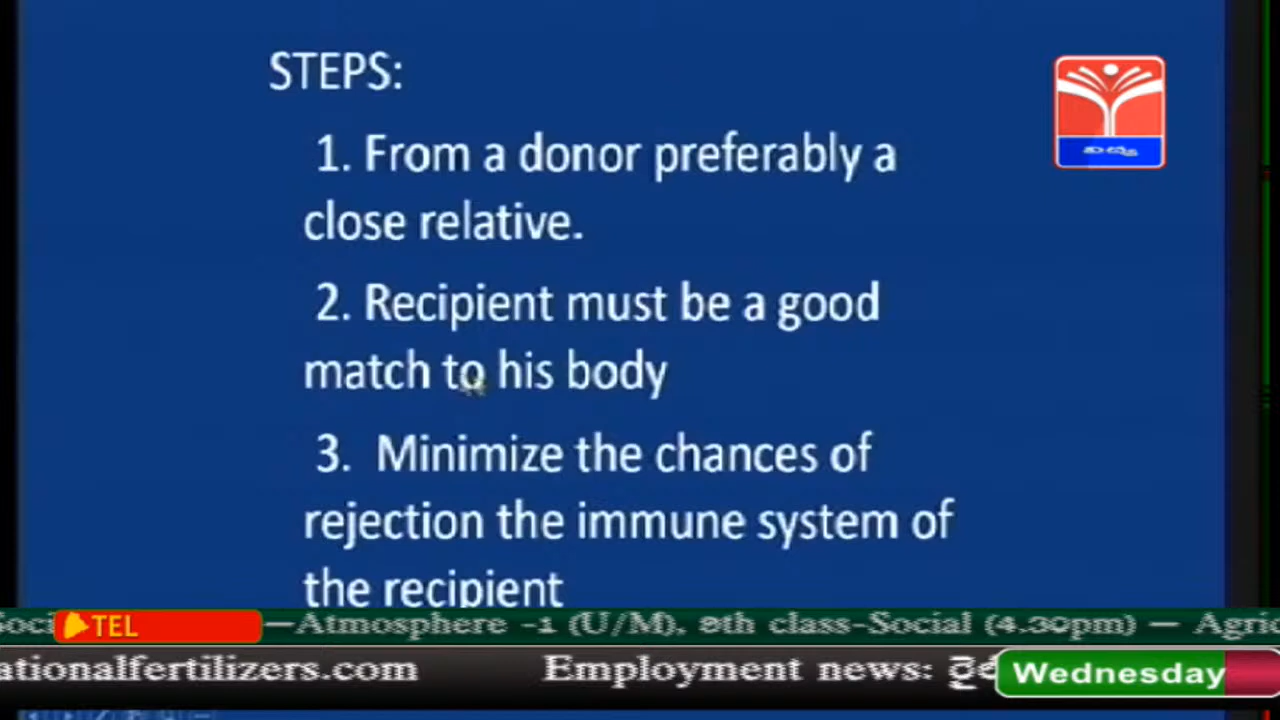 STEPS:
1. From a donor preferably a
close relative.
2. Recipient must be a good
match to his body
3. Minimize the chances of
rejection the immune system of
the recipient
TEL
—Atmosphere -1 (U/M), 8th class-Social (4.30pm) —
ationalfertilizers.com Employment news:
Wednesday